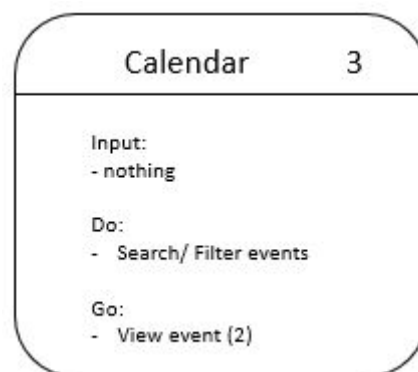 Calendar 3
Input:
- nothing
Do:
- Search/ Filter events
Go:
- View event (2)